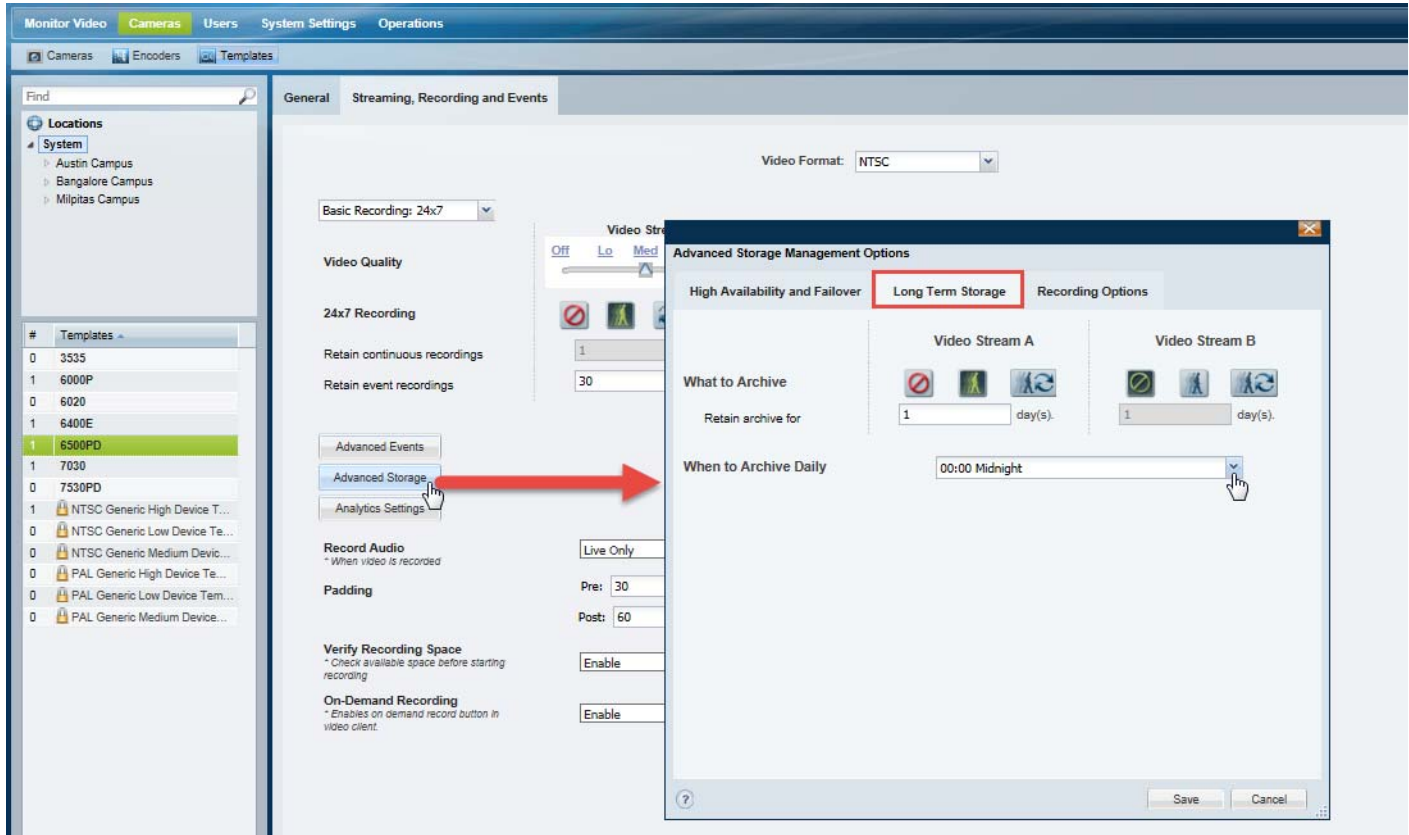 Monitor Video Cameras Users System Settings Operations
Cameras Encoders Templates
Find
Locations
System
Austin Campus
Bangalore Campus
Milpitas Campus
# Templates
0 3535
1 6000P
0 6020
1 6400E
1 6500PD
1 7030
0 7530PD
1 NTSC Generic High Device T...
0 NTSC Generic Low Device Te...
0 NTSC Generic Medium Devic...
0 PAL Generic High Device Te...
0 PAL Generic Low Device Tem...
0 PAL Generic Medium Device...
General Streaming, Recording and Events
Video Format: NTSC
Basic Recording: 24x7
Video Stre
Off Lo Med
Video Quality
24x7 Recording
Retain continuous recordings 1
Retain event recordings 30
Advanced Events
Advanced Storage
Analytics Settings
Record Audio Live Only
* When video is recorded
Padding Pre: 30
Post: 60
Verify Recording Space
* Check available space before starting
recording
Enable
On-Demand Recording
* Enables on demand record button in
video client.
Enable
Advanced Storage Management Options
High Availability and Failover Long Term Storage Recording Options
Video Stream A Video Stream B
What to Archive
Retain archive for 1 day(s). 1 day(s).
When to Archive Daily 00:00 Midnight
? Save Cancel